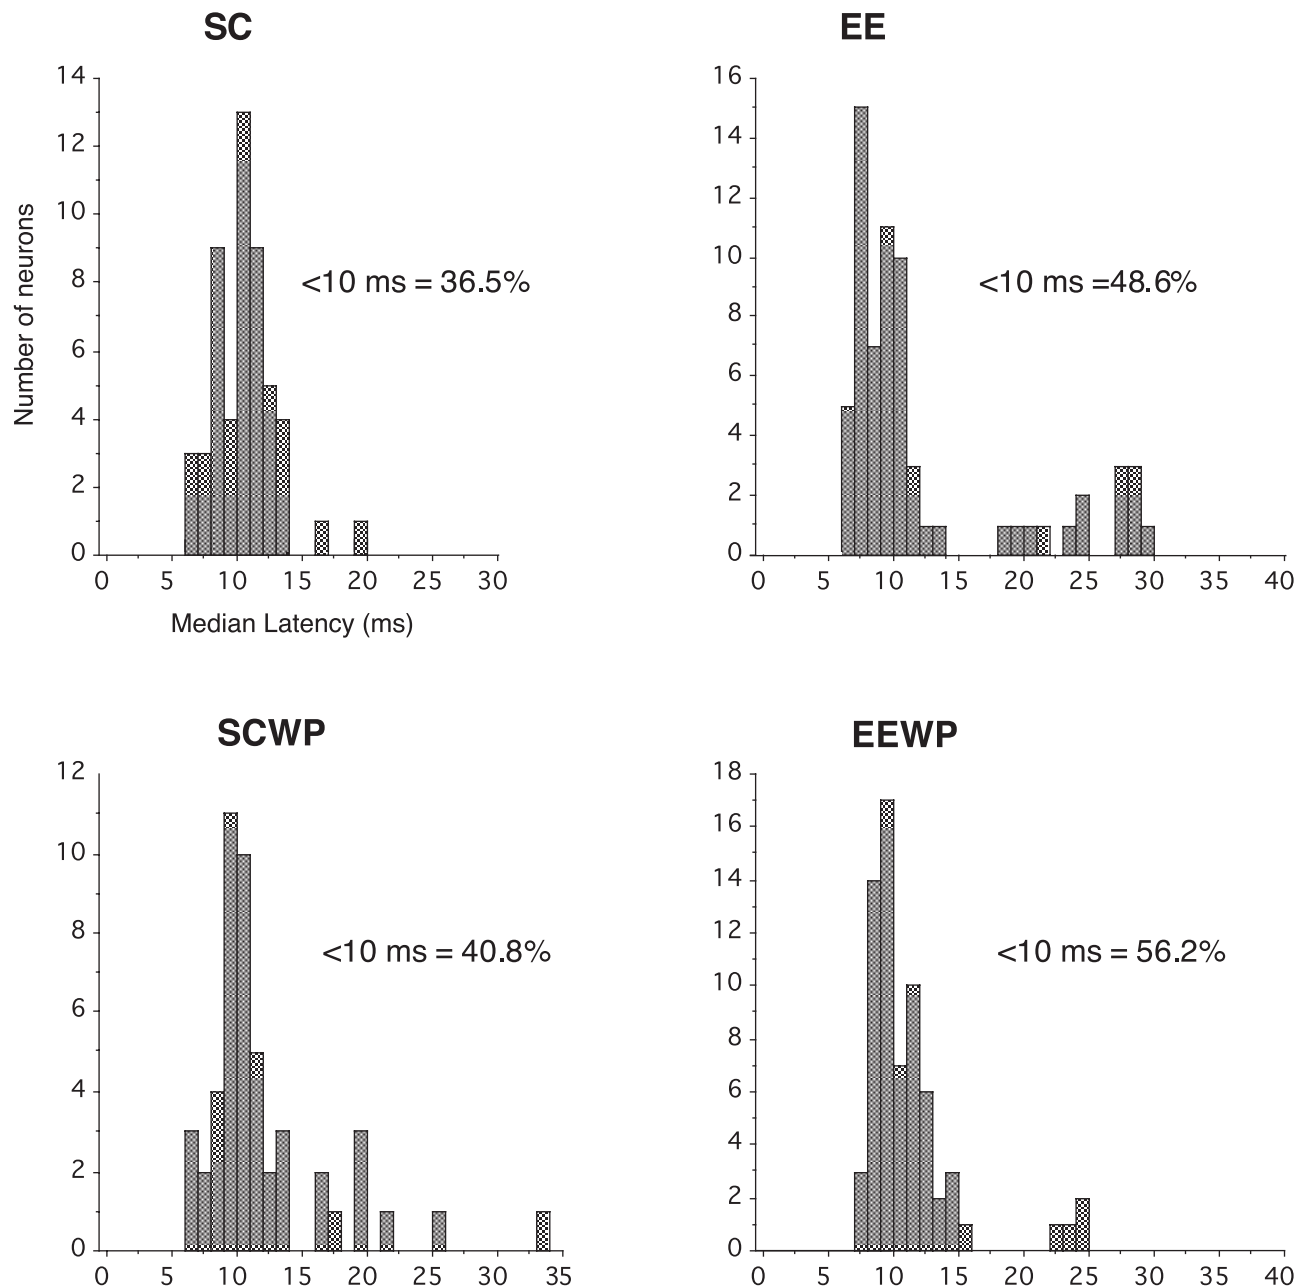 SC
14
12
10
8
6
4
2
0
Number of neurons
<10 ms = 36.5%
0 5 10 15 20 25 30
Median Latency (ms)
EE
16
14
12
10
8
6
4
2
0
<10 ms =48.6%
0 5 10 15 20 25 30 35 40
SCWP
12
10
8
6
4
2
0
<10 ms = 40.8%
0 5 10 15 20 25 30 35
EEWP
18
16
14
12
10
8
6
4
2
0
<10 ms = 56.2%
0 5 10 15 20 25 30 35 40